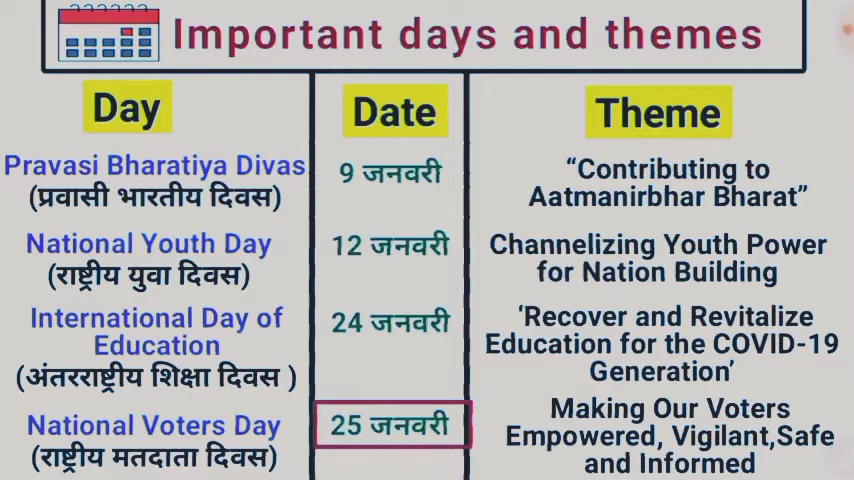 Important days and themes
Day Date Theme
Pravasi Bharatiya Divas
(प्रवासी भारतीय दिवस)
9 जनवरी
“Contributing to
Aatmanirbhar Bharat”
National Youth Day
(राष्ट्रीय युवा दिवस)
12 जनवरी
Channelizing Youth Power
for Nation Building
International Day of
Education
(अंतरराष्ट्रीय शिक्षा दिवस )
24 जनवरी
‘Recover and Revitalize
Education for the COVID-19
Generation’
National Voters Day
(राष्ट्रीय मतदाता दिवस)
25 जनवरी
Making Our Voters
Empowered, Vigilant,Safe
and Informed